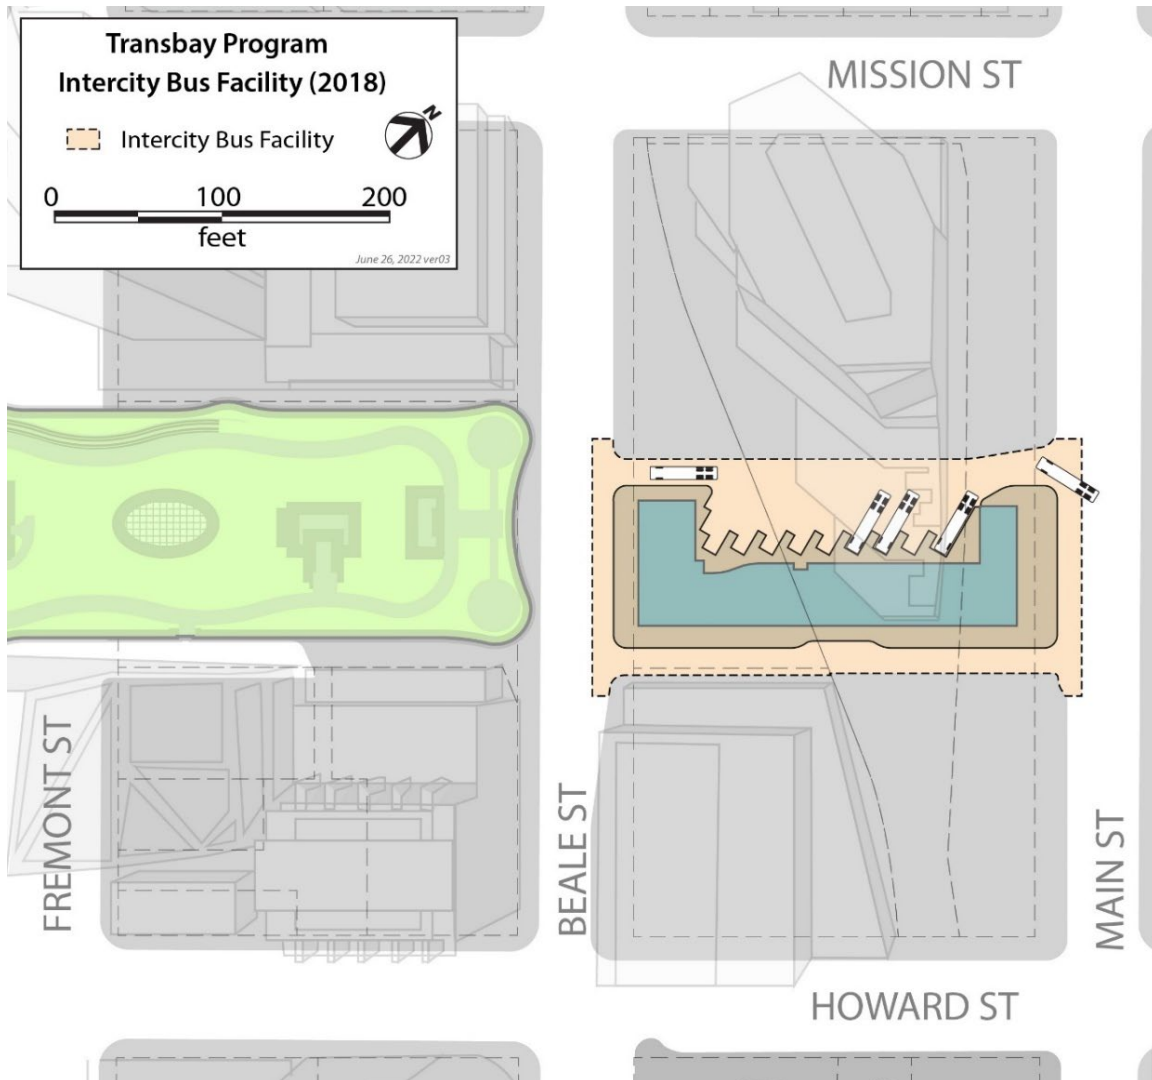 Transbay Program
Intercity Bus Facility (2018)
N
Intercity Bus Facility
0 100 200
feet
June 26, 2022 ver03
MISSION ST
FREMONT ST
BEALE ST
MAIN ST
HOWARD ST